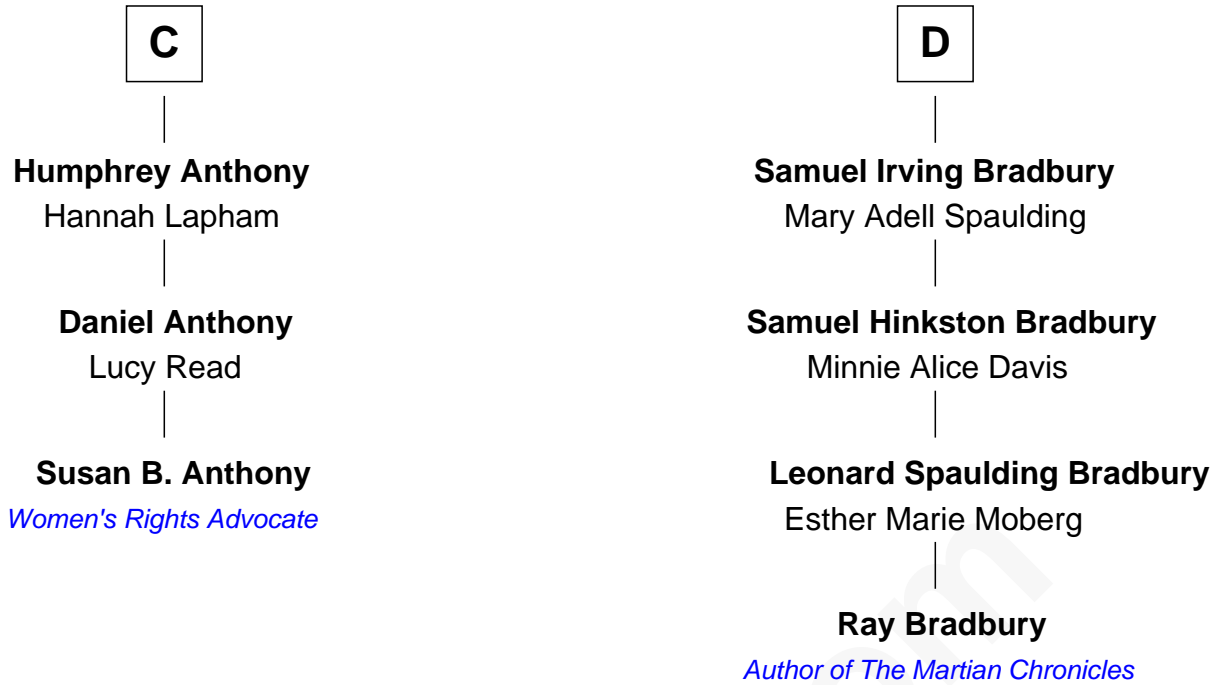 C
Humphrey Anthony
Hannah Lapham
Daniel Anthony
Lucy Read
Susan B. Anthony
Women's Rights Advocate
D
Samuel Irving Bradbury
Mary Adell Spaulding
Samuel Hinkston Bradbury
Minnie Alice Davis
Leonard Spaulding Bradbury
Esther Marie Moberg
Ray Bradbury
Author of The Martian Chronicles